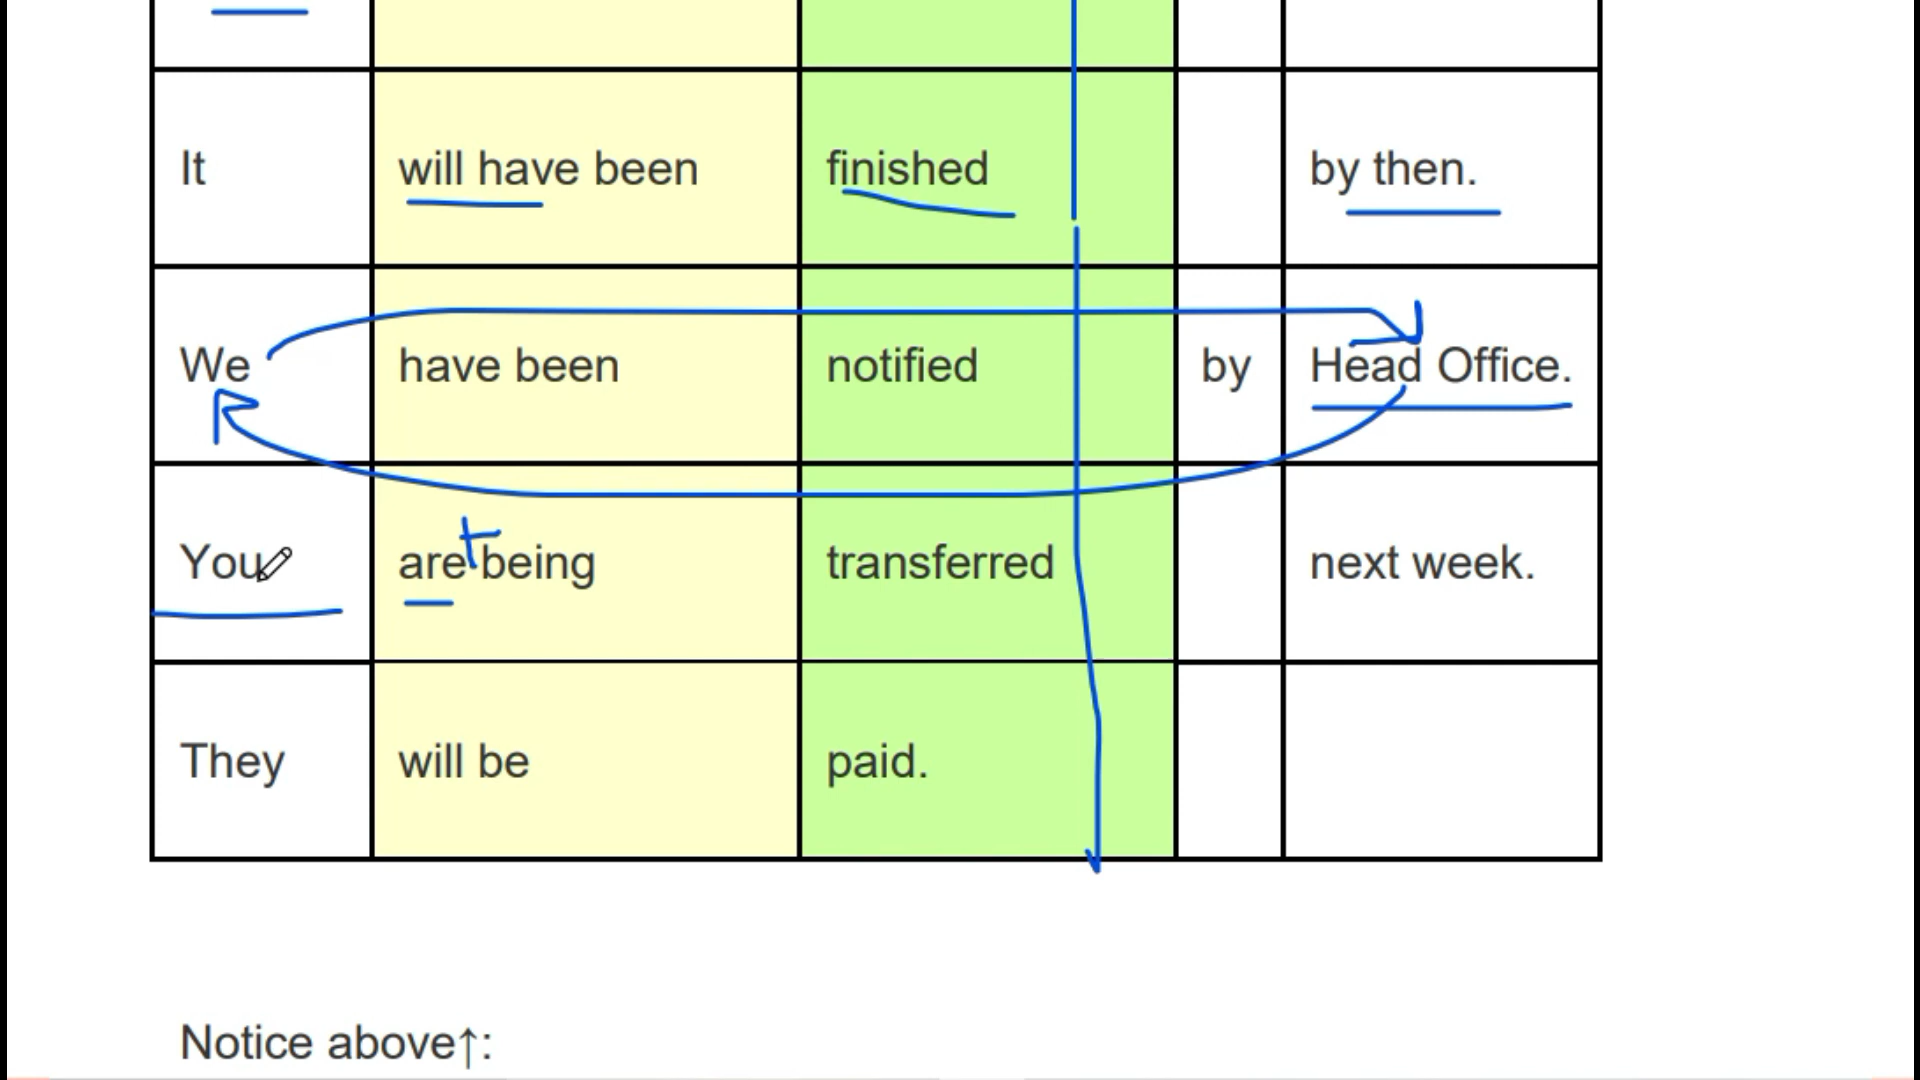 It will have been finished by then.
We have been notified by Head Office.
You are being transferred next week.
They will be paid.
Notice above↑: